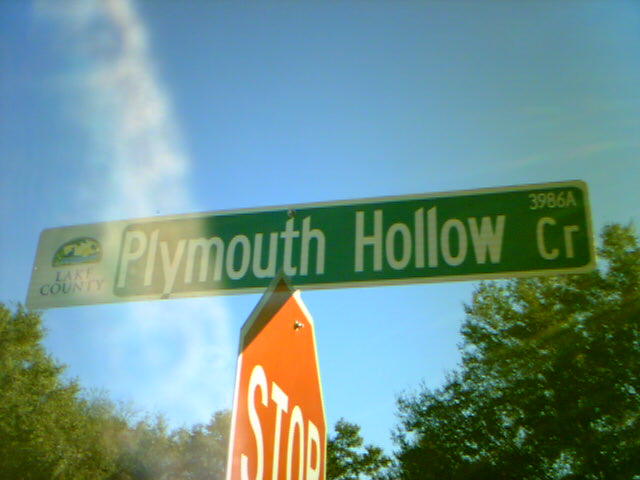 3986A
LAKE COUNTY
Plymouth Hollow Cr
STOP